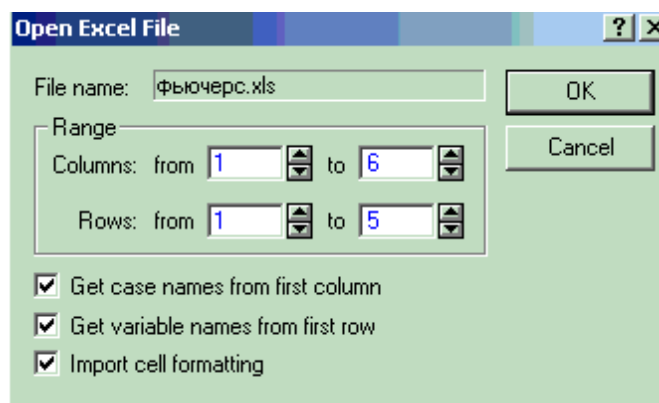 Open Excel File
File name: фьючерс.xls
OK
Range
Columns: from 1 to 6
Cancel
Rows: from 1 to 5
Get case names from first column
Get variable names from first row
Import cell formatting